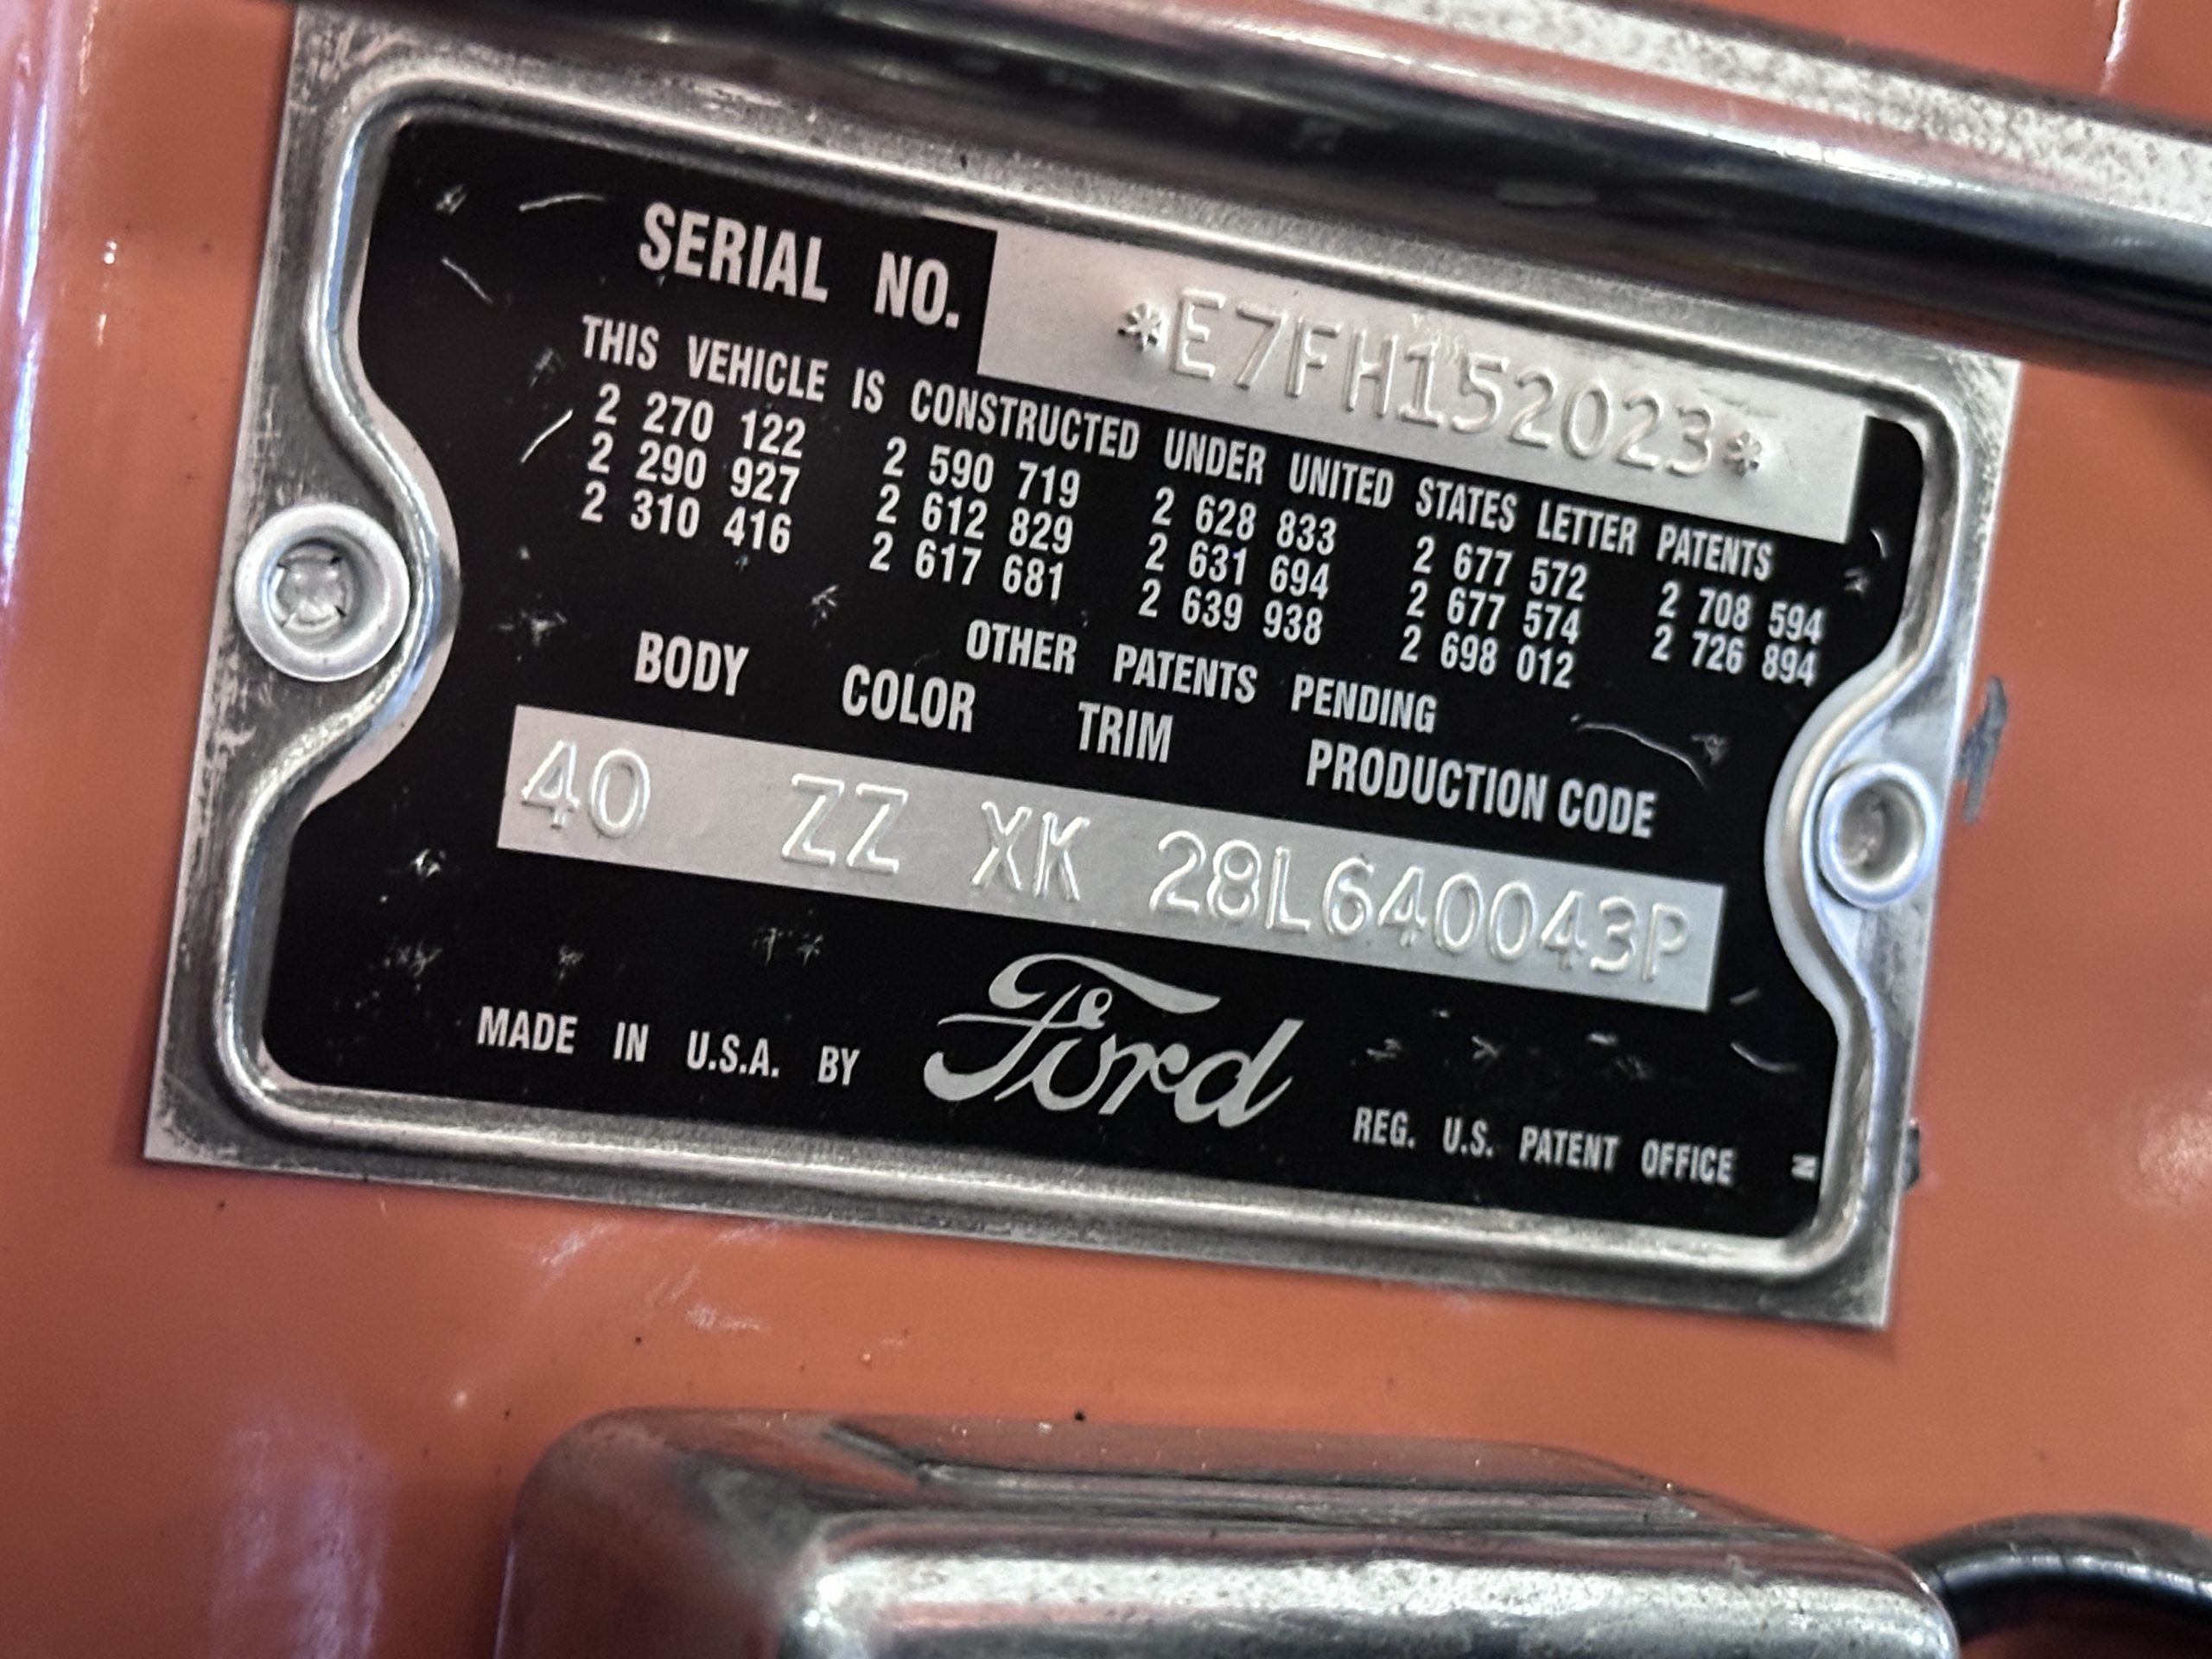 SERIAL NO. *E7FH152023*
THIS VEHICLE IS CONSTRUCTED UNDER UNITED STATES LETTER PATENTS
2 270 122 2 590 719 2 628 833 2 677 572 2 708 594
2 290 927 2 612 829 2 631 694 2 677 574 2 726 894
2 310 416 2 617 681 2 639 938 2 698 012
OTHER PATENTS PENDING
BODY COLOR TRIM PRODUCTION CODE
40 ZZ XK 28L640043P
MADE IN U.S.A. BY Ford REG. U.S. PATENT OFFICE